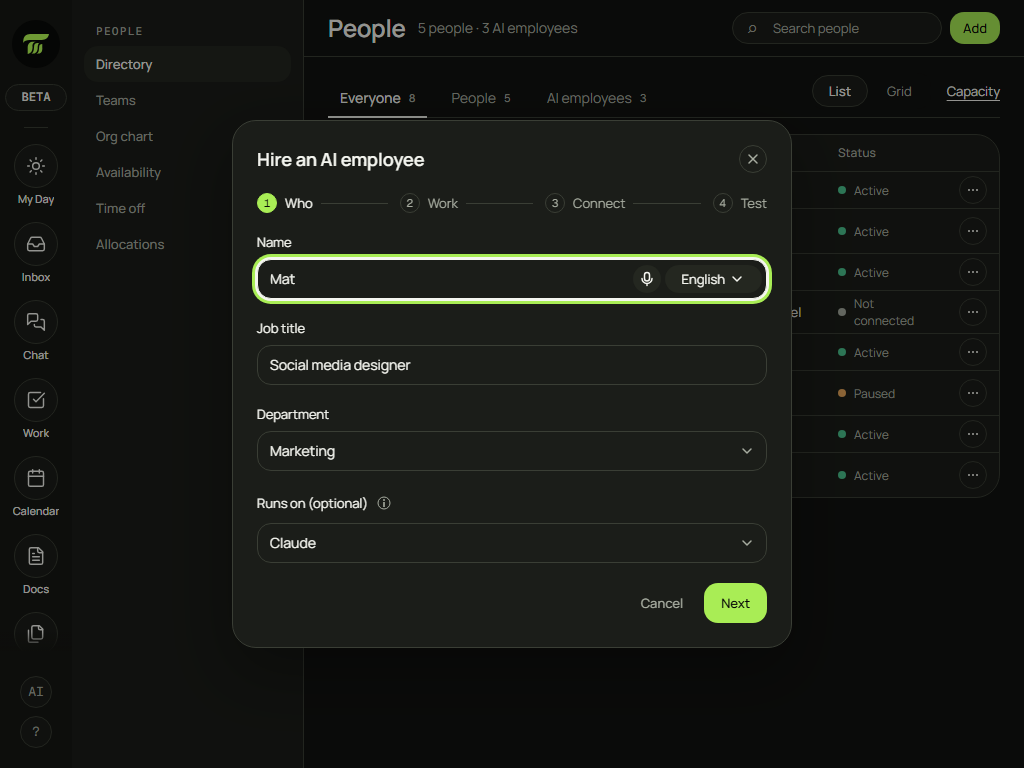 PEOPLE
People
5 people · 3 AI employees
Search people
Add
BETA
Directory
Teams
Org chart
Availability
Time off
Allocations
My Day
Inbox
Chat
Work
Calendar
Docs
AI
?
Everyone 8
People 5
AI employees 3
List
Grid
Capacity
Status
Active
Active
Active
el
Not
connected
Active
Paused
Active
Active
Hire an AI employee
1 Who
2 Work
3 Connect
4 Test
Name
Mat
English
Job title
Social media designer
Department
Marketing
Runs on (optional)
Claude
Cancel
Next